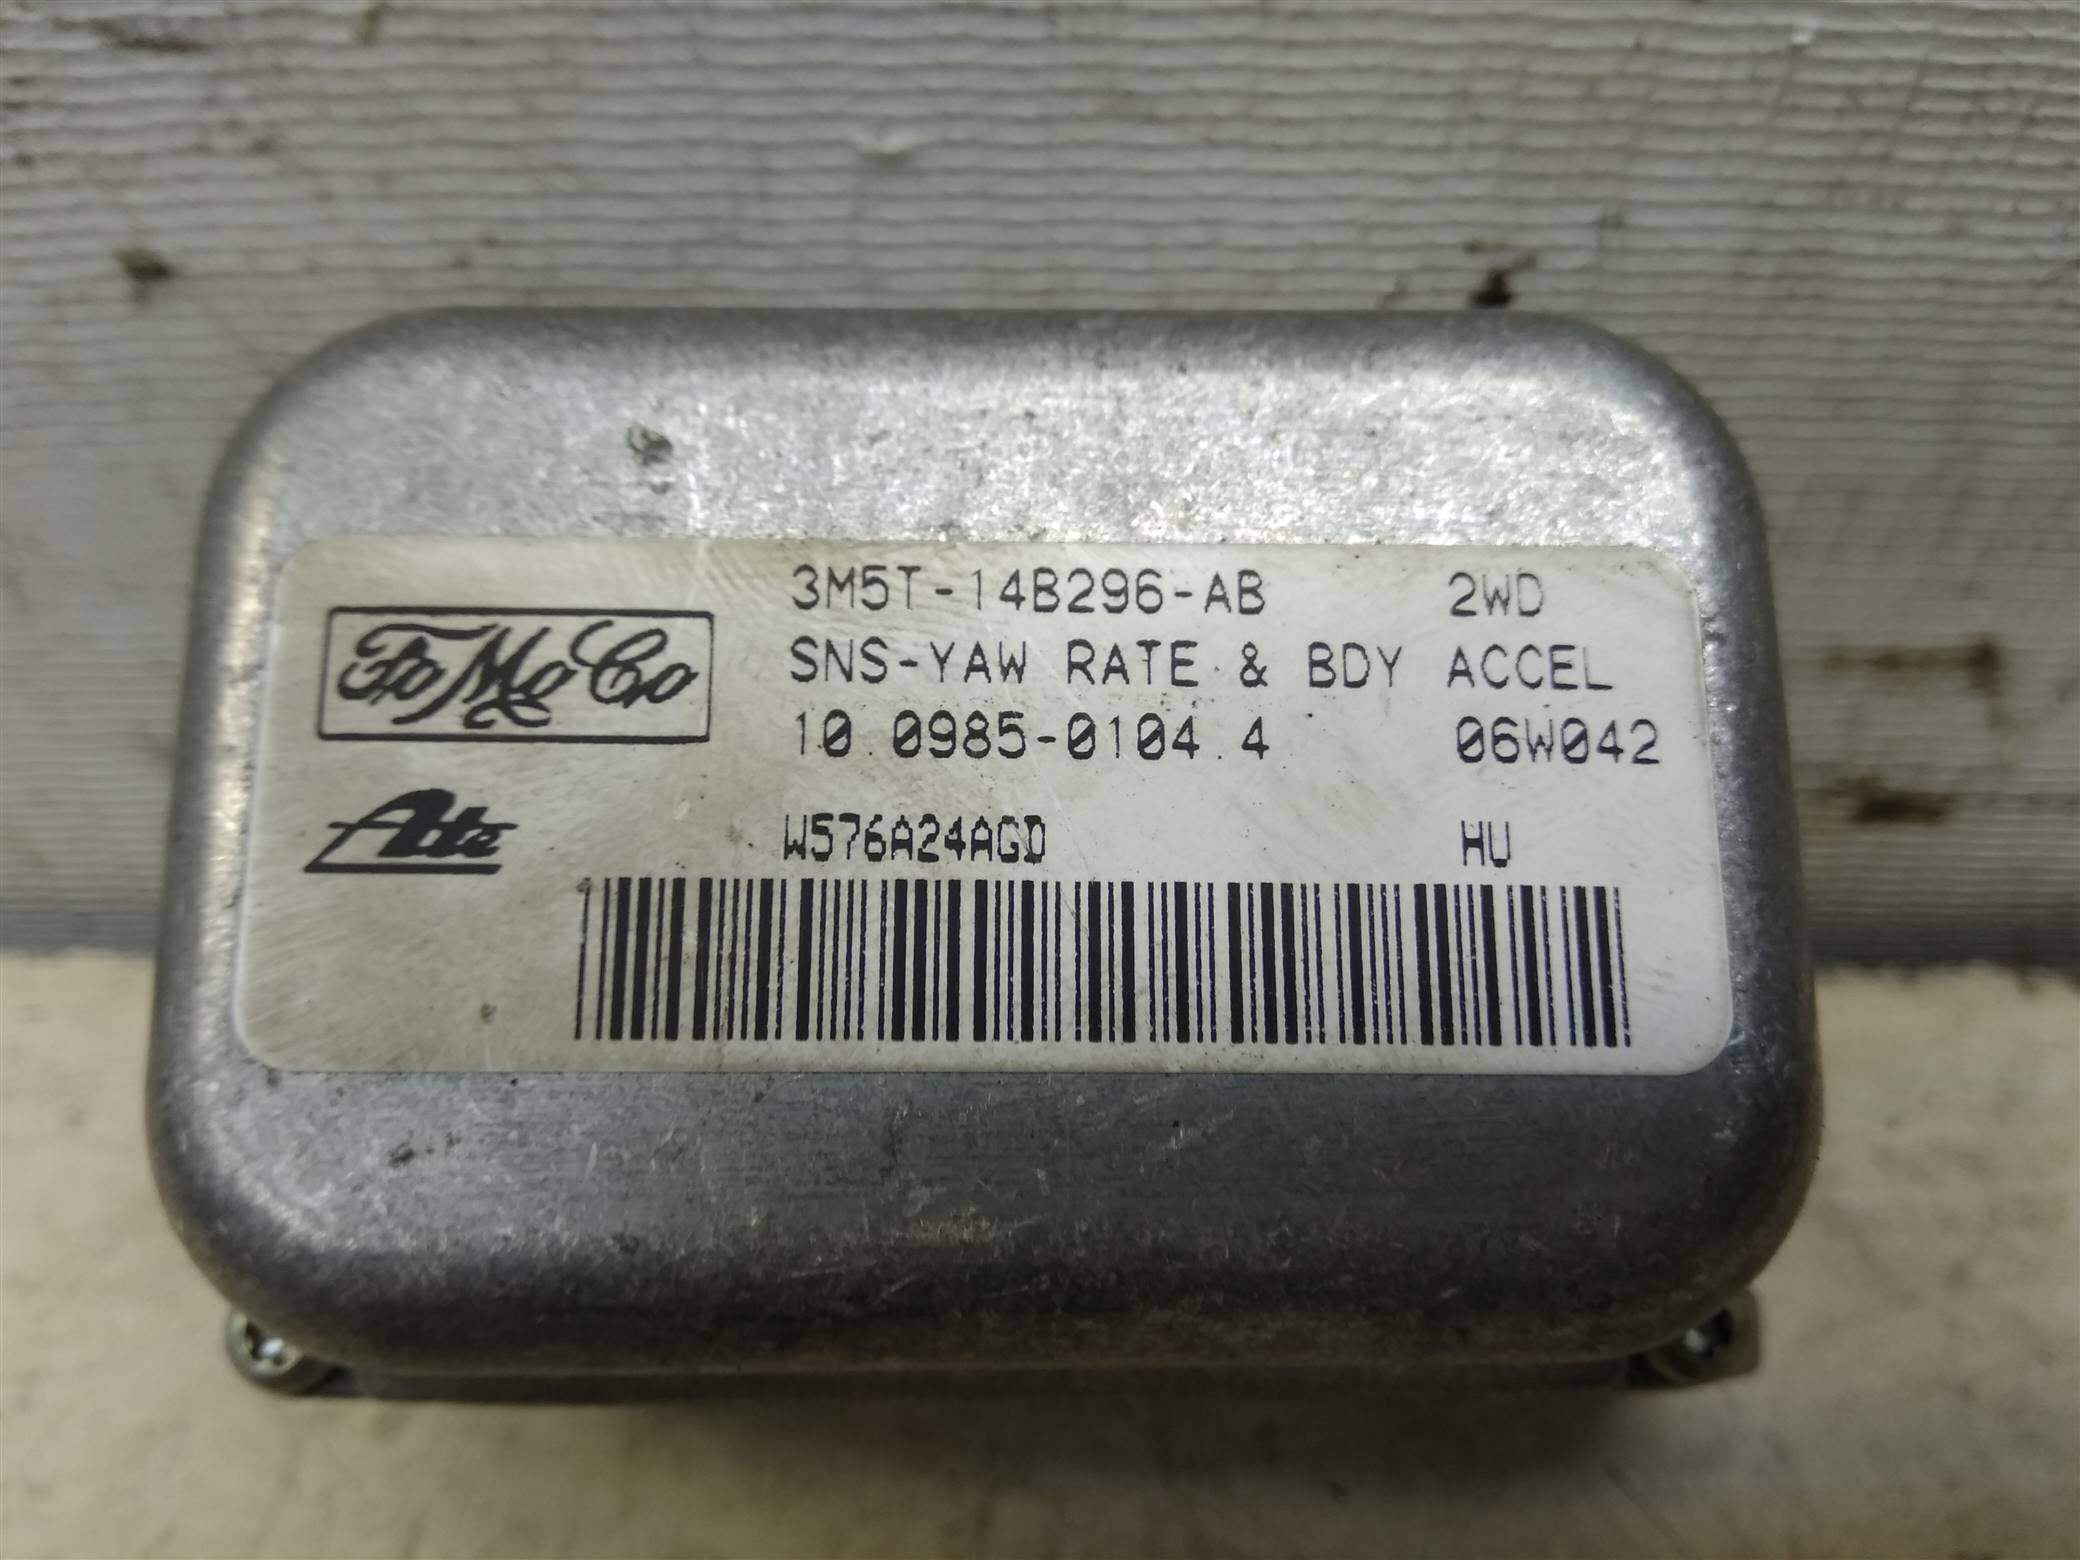 3M5T-14B296-AB 2WD
FoMoCo
SNS-YAW RATE & BDY ACCEL
10.0985-0104.4 06W042
Ate
W576A24AGD HU